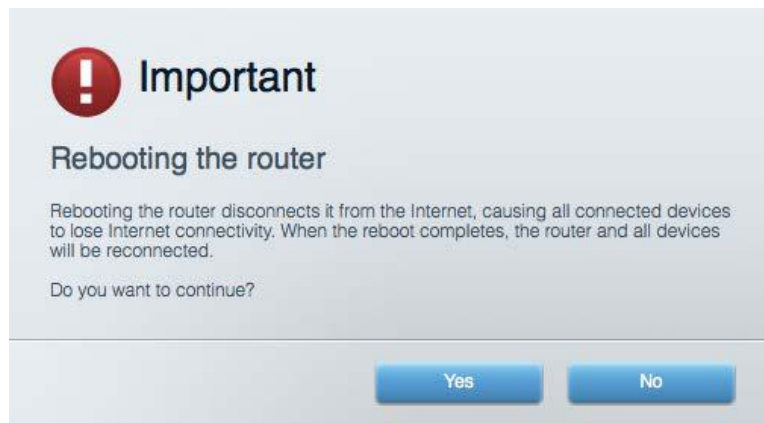 Important
Rebooting the router
Rebooting the router disconnects it from the Internet, causing all connected devices
to lose Internet connectivity. When the reboot completes, the router and all devices
will be reconnected.
Do you want to continue?
Yes No